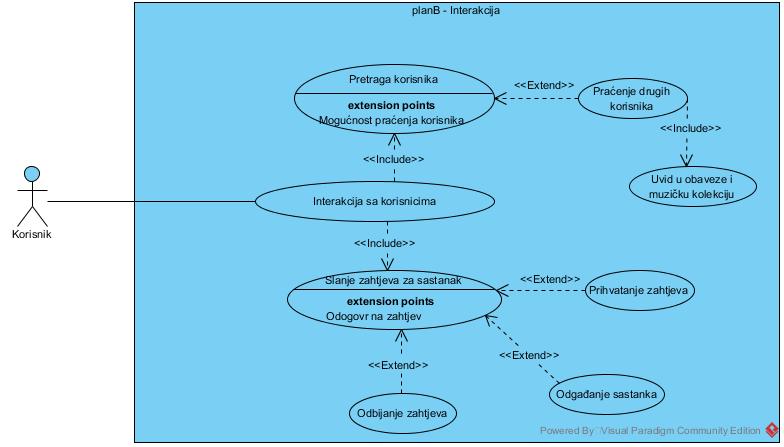 planB - Interakcija
Pretraga korisnika
extension points
Mogućnost praćenja korisnika
<<Extend>>
Praćenje drugih
korisnika
<<Include>>
<<Include>>
Uvid u obaveze i
muzičku kolekciju
Interakcija sa korisnicima
Korisnik
<<Include>>
Slanje zahtjeva za sastanak
extension points
Odogovr na zahtjev
<<Extend>>
Prihvatanje zahtjeva
<<Extend>>
<<Extend>>
Odgađanje sastanka
Odbijanje zahtjeva
Powered By Visual Paradigm Community Edition